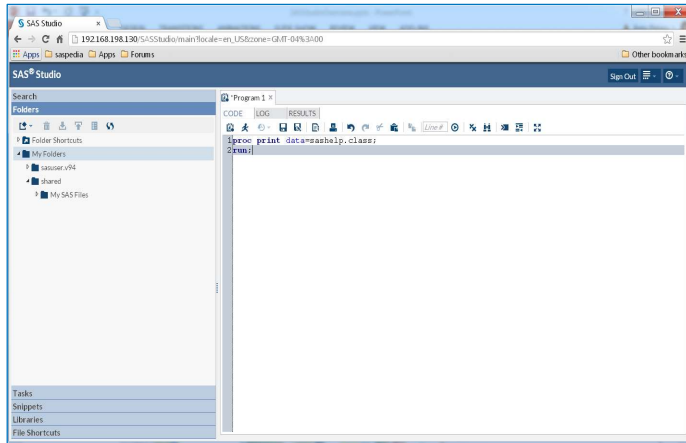 SAS Studio
192.168.198.130/SASStudio/main?locale=en_US&zone=GMT-04%3A00
Apps saspedia Apps Forums Other bookmarks
SAS® Studio
Sign Out
Search
Folders
Folder Shortcuts
My Folders
sasuser.v94
shared
My SAS Files
Tasks
Snippets
Libraries
File Shortcuts
*Program 1
CODE LOG RESULTS
Line #
1 proc print data=sashelp.class;
2 run;